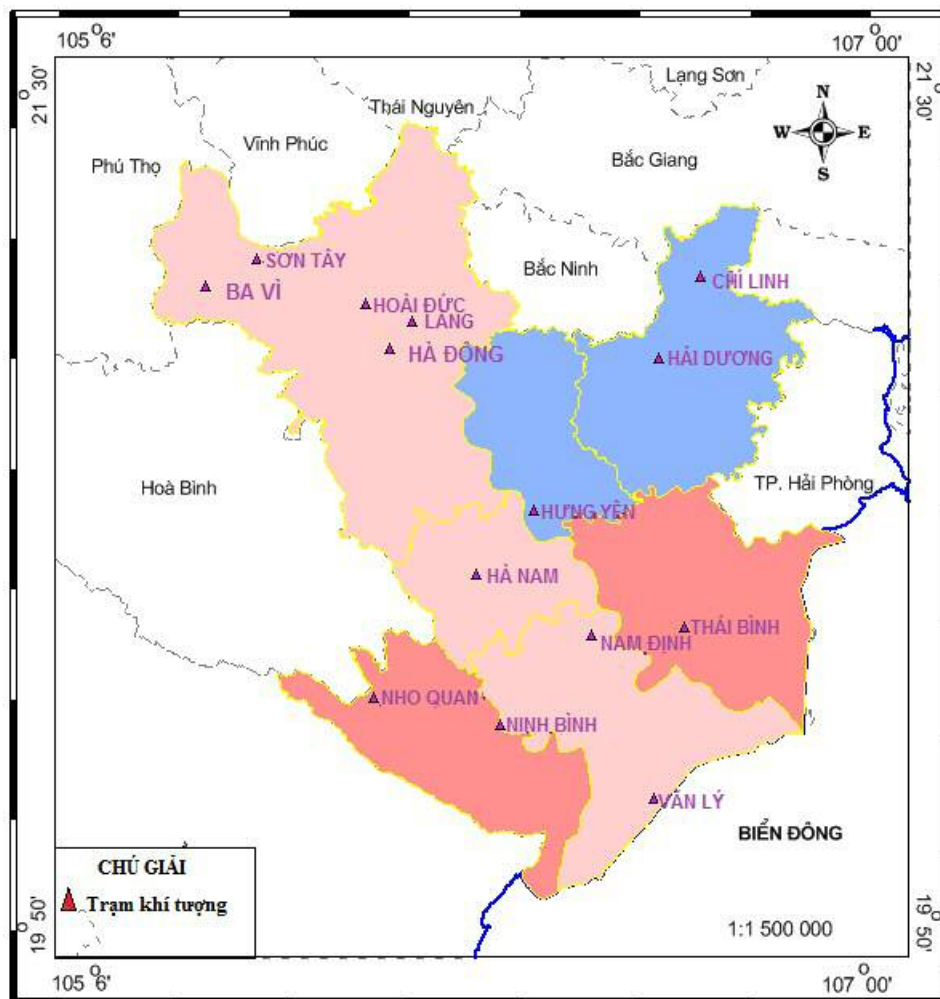 105° 6'
107° 00'
21° 30'
21° 30'
Lạng Sơn
Thái Nguyên
N
Vĩnh Phúc
W
E
Bắc Giang
Phú Thọ
S
SƠN TÂY
Bắc Ninh
CHÍ LINH
BA VÌ
HOÀI ĐỨC
LÁNG
HÀ ĐÔNG
HẢI DƯƠNG
TP. Hải Phòng
Hoà Bình
HƯNG YÊN
HÀ NAM
THÁI BÌNH
NAM ĐỊNH
NHO QUAN
NINH BÌNH
VĂN LÝ
BIỂN ĐÔNG
CHÚ GIẢI
Trạm khí tượng
19° 50'
19° 50'
1:1 500 000
105° 6'
107° 00'